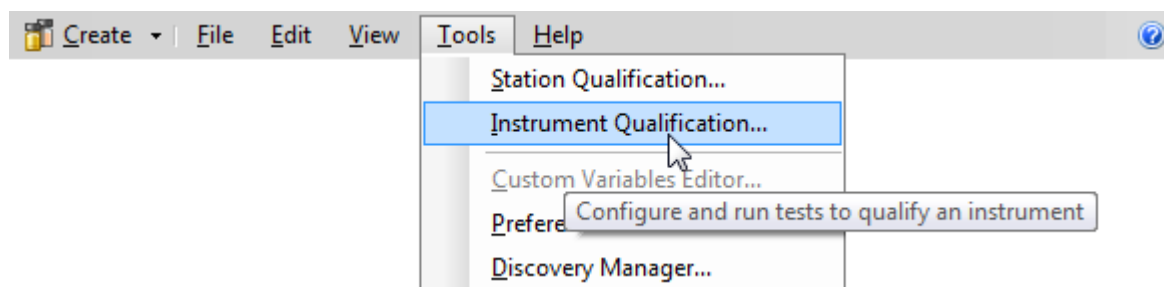 Create File Edit View Tools Help
Station Qualification...
Instrument Qualification...
Custom Variables Editor...
Configure and run tests to qualify an instrument
Prefere
Discovery Manager...